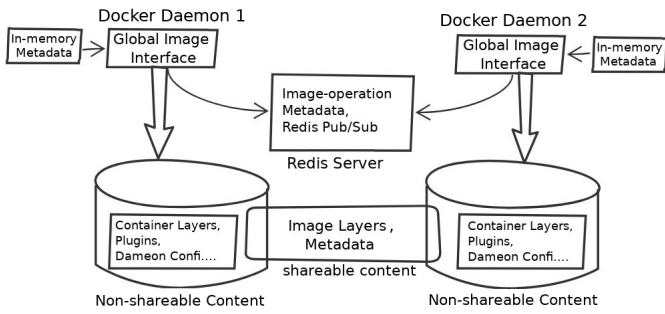 Docker Daemon 1
Docker Daemon 2
In-memory
Metadata
Global Image
Interface
Global Image
Interface
In-memory
Metadata
Image-operation
Metadata,
Redis Pub/Sub
Redis Server
Container Layers,
Plugins,
Dameon Confi....
Image Layers,
Metadata
shareable content
Container Layers,
Plugins,
Dameon Confi....
Non-shareable Content
Non-shareable Content